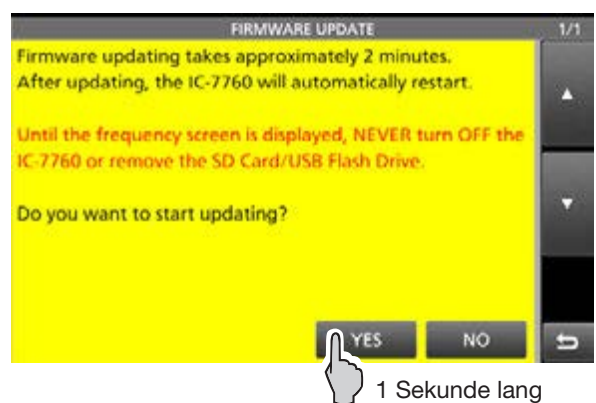 FIRMWARE UPDATE 1/1
Firmware updating takes approximately 2 minutes.
After updating, the IC-7760 will automatically restart.
Until the frequency screen is displayed, NEVER turn OFF the
IC-7760 or remove the SD Card/USB Flash Drive.
Do you want to start updating?
YES NO
1 Sekunde lang